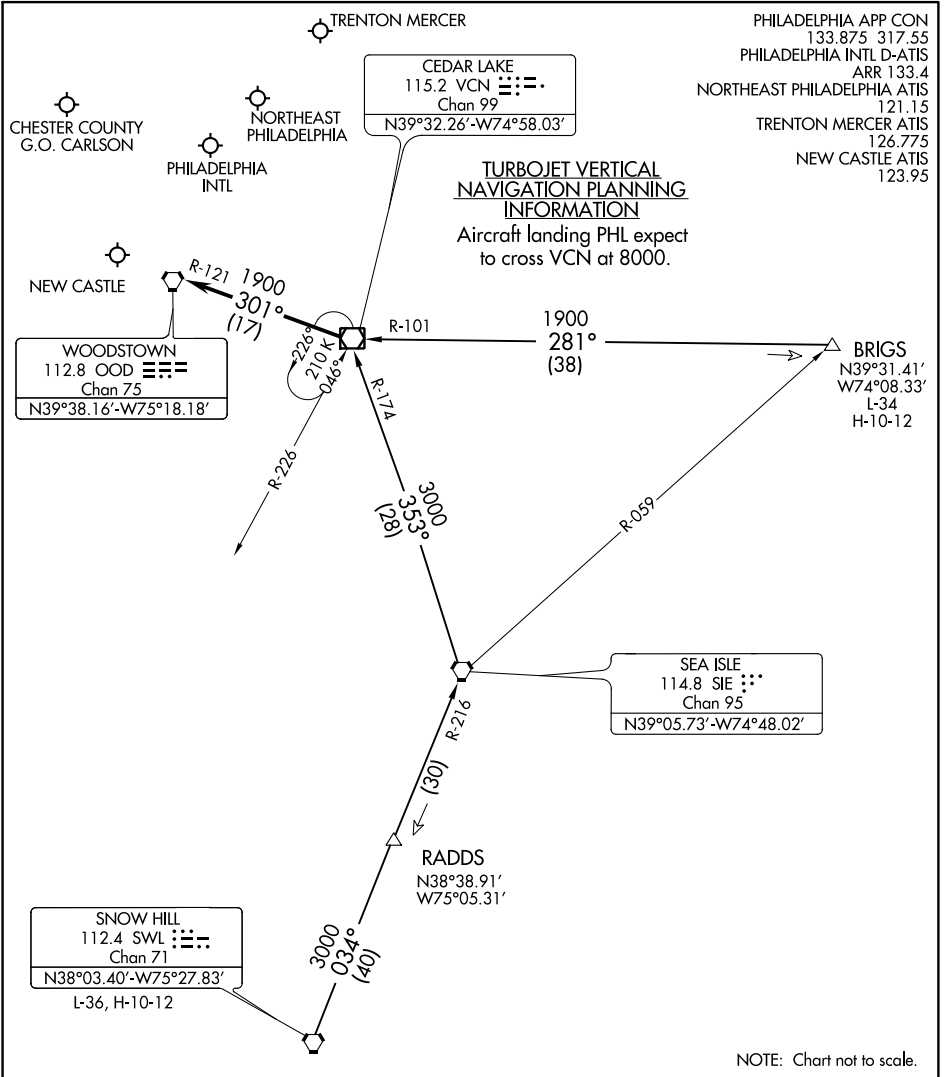 TRENTON MERCER
PHILADELPHIA APP CON
133.875 317.55
PHILADELPHIA INTL D-ATIS
ARR 133.4
NORTHEAST PHILADELPHIA ATIS
121.15
TRENTON MERCER ATIS
126.775
NEW CASTLE ATIS
123.95
CEDAR LAKE
115.2 VCN
Chan 99
N39°32.26'-W74°58.03'
CHESTER COUNTY
G.O. CARLSON
NORTHEAST
PHILADELPHIA
PHILADELPHIA
INTL
TURBOJET VERTICAL
NAVIGATION PLANNING
INFORMATION
Aircraft landing PHL expect
to cross VCN at 8000.
NEW CASTLE
R-121
1900
301°
(17)
WOODSTOWN
112.8 OOD
Chan 75
N39°38.16'-W75°18.18'
226°
210 K
046°
R-226
R-101
1900
281°
(38)
BRIGS
N39°31.41'
W74°08.33'
L-34
H-10-12
R-174
3000
353°
(28)
R-059
SEA ISLE
114.8 SIE
Chan 95
N39°05.73'-W74°48.02'
R-216
(30)
RADDS
N38°38.91'
W75°05.31'
SNOW HILL
112.4 SWL
Chan 71
N38°03.40'-W75°27.83'
L-36, H-10-12
3000
034°
(40)
NOTE: Chart not to scale.